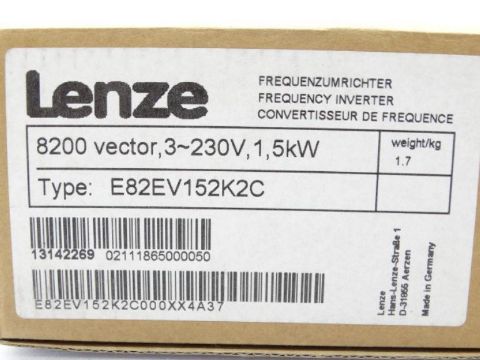 Lenze
FREQUENZUMRICHTER
FREQUENCY INVERTER
CONVERTISSEUR DE FREQUENCE
8200 vector,3~230V,1,5kW
weight/kg
1.7
Type: E82EV152K2C
13142269 02111865000050
E82EV152K2C000XX4A37
Lenze
Hans-Lenze-Straße 1
D-31855 Aerzen
Made in Germany